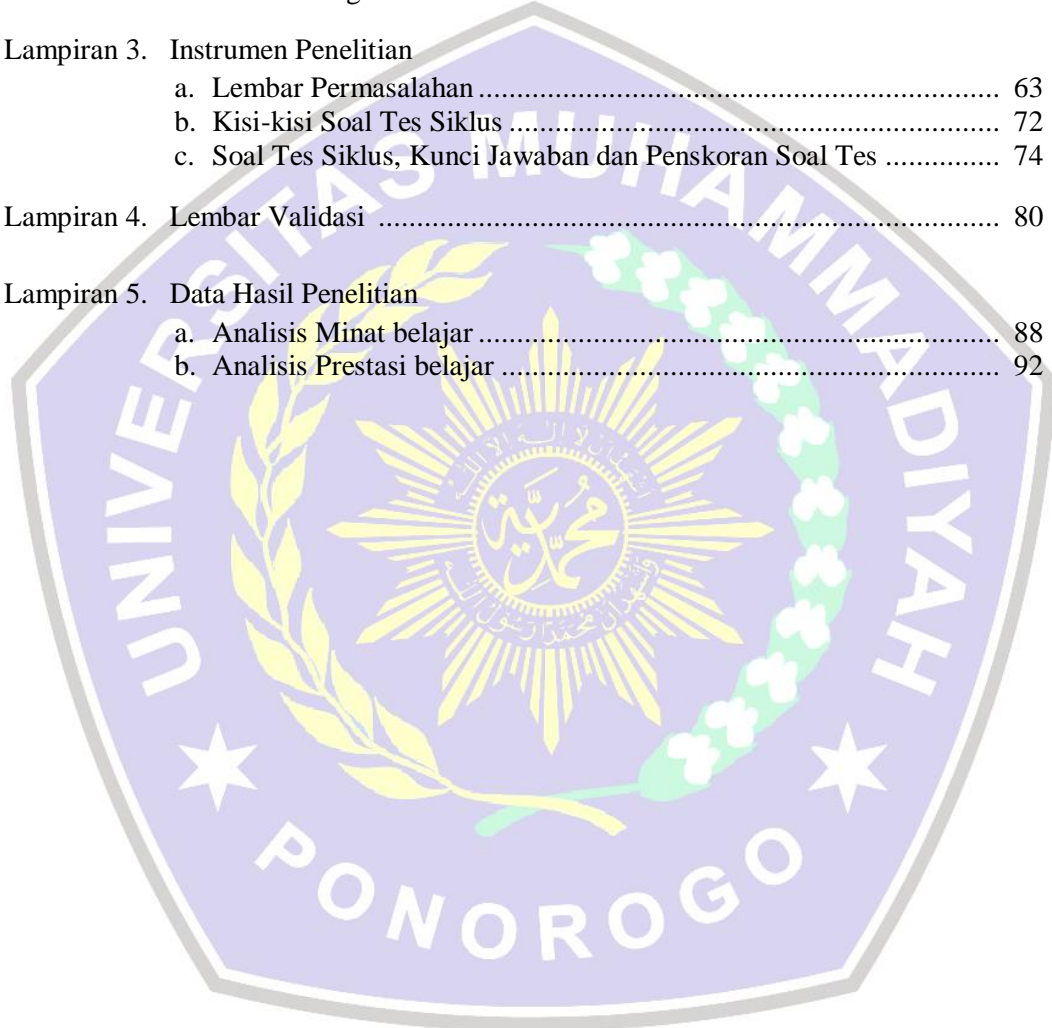 Lampiran 3. Instrumen Penelitian
a. Lembar Permasalahan ........................................................................ 63
b. Kisi-kisi Soal Tes Siklus .................................................................... 72
c. Soal Tes Siklus, Kunci Jawaban dan Penskoran Soal Tes ............... 74
Lampiran 4. Lembar Validasi ..................................................................................... 80
Lampiran 5. Data Hasil Penelitian
a. Analisis Minat belajar ........................................................................ 88
b. Analisis Prestasi belajar ..................................................................... 92
UNIVERSITAS MUHAMMADIYAH
PONOROGO
محمدية